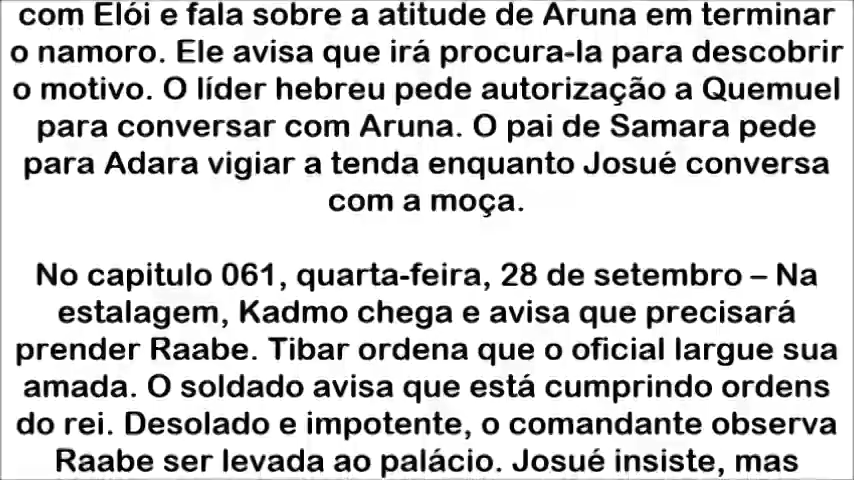 com Elói e fala sobre a atitude de Aruna em terminar
o namoro. Ele avisa que irá procura-la para descobrir
o motivo. O líder hebreu pede autorização a Quemuel
para conversar com Aruna. O pai de Samara pede
para Adara vigiar a tenda enquanto Josué conversa
com a moça.
No capitulo 061, quarta-feira, 28 de setembro – Na
estalagem, Kadmo chega e avisa que precisará
prender Raabe. Tibar ordena que o oficial largue sua
amada. O soldado avisa que está cumprindo ordens
do rei. Desolado e impotente, o comandante observa
Raabe ser levada ao palácio. Josué insiste, mas